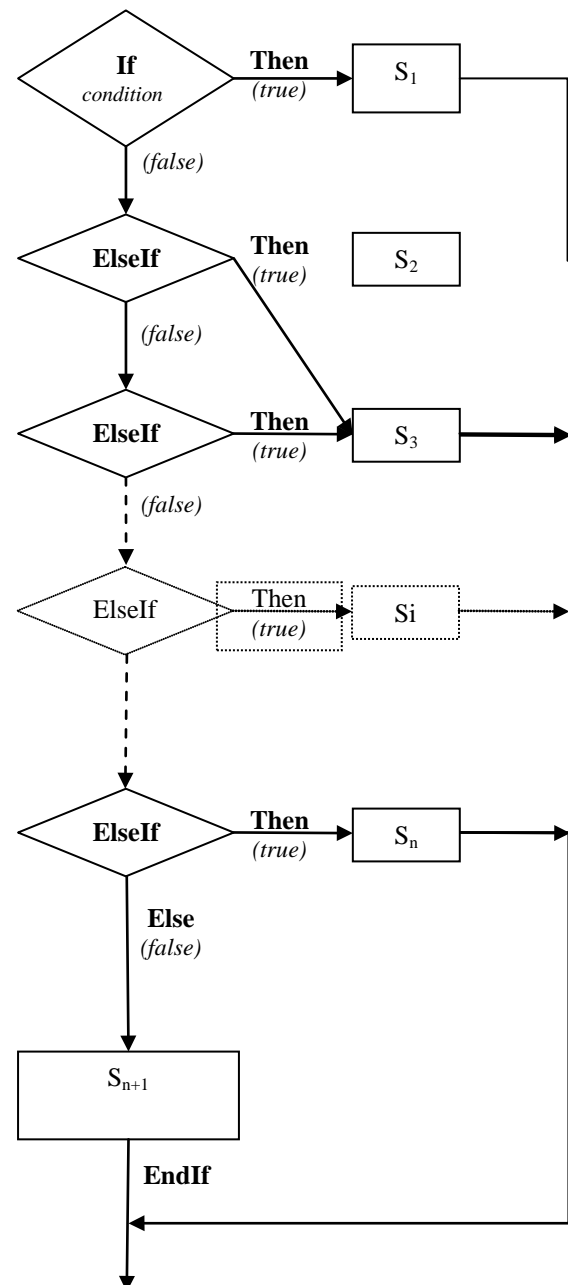 If
condition
Then
(true)
S₁
(false)
ElseIf
Then
(true)
S₂
(false)
ElseIf
Then
(true)
S₃
(false)
ElseIf
Then
(true)
Si
ElseIf
Then
(true)
Sₙ
Else
(false)
Sₙ₊₁
EndIf